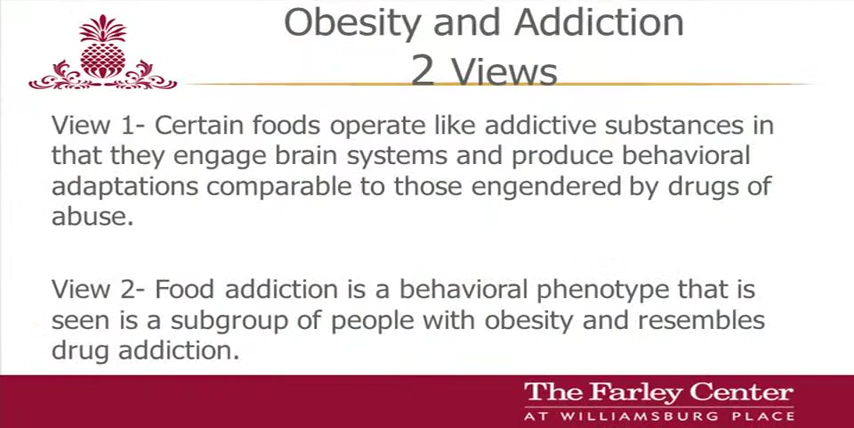 Obesity and Addiction
2 Views
View 1- Certain foods operate like addictive substances in
that they engage brain systems and produce behavioral
adaptations comparable to those engendered by drugs of
abuse.
View 2- Food addiction is a behavioral phenotype that is
seen is a subgroup of people with obesity and resembles
drug addiction.
The Farley Center
AT WILLIAMSBURG PLACE